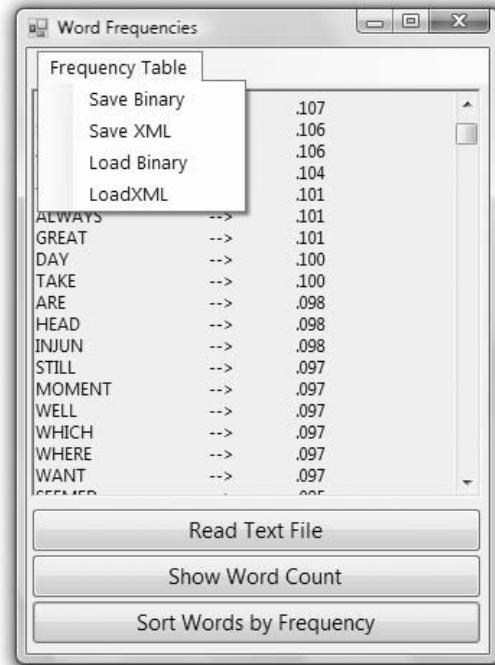 Word Frequencies
Frequency Table
Save Binary
Save XML
Load Binary
LoadXML
.107
.106
.106
.104
.101
ALWAYS --> .101
GREAT --> .101
DAY --> .100
TAKE --> .100
ARE --> .098
HEAD --> .098
INJUN --> .098
STILL --> .097
MOMENT --> .097
WELL --> .097
WHICH --> .097
WHERE --> .097
WANT --> .097
Read Text File
Show Word Count
Sort Words by Frequency